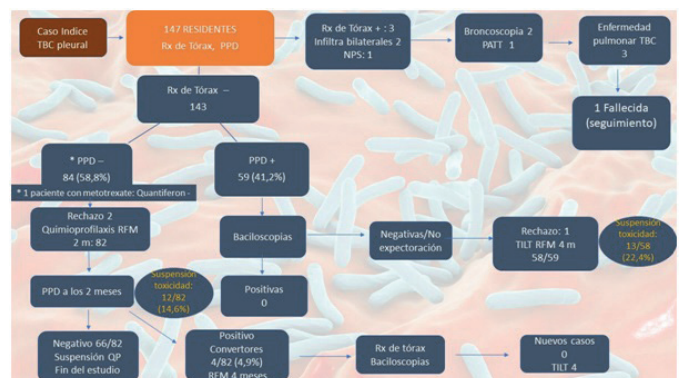 Caso Indice
TBC pleural
147 RESIDENTES
Rx de Tórax, PPD
Rx de Tórax + : 3
Infiltra bilaterales 2
NPS: 1
Broncoscopia 2
PATT 1
Enfermedad
pulmonar TBC
3
1 Fallecida
(seguimiento)
Rx de Tórax –
143
* PPD –
84 (58,8%)
PPD +
59 (41,2%)
* 1 paciente con metotrexate: Quantiferon -
Rechazo 2
Quimioprofilaxis RFM
2 m: 82
Baciloscopias
Negativas/No
expectoración
Rechazo: 1
TILT RFM 4 m
58/59
Suspensión
toxicidad:
13/58
(22,4%)
PPD a los 2 meses
Suspensión
toxicidad:
12/82
(14,6%)
Positivas
0
Negativo 66/82
Suspensión QP
Fin del estudio
Positivo
Convertores
4/82 (4,9%)
RFM 4 meses
Rx de tórax
Baciloscopias
Nuevos casos
0
TILT 4